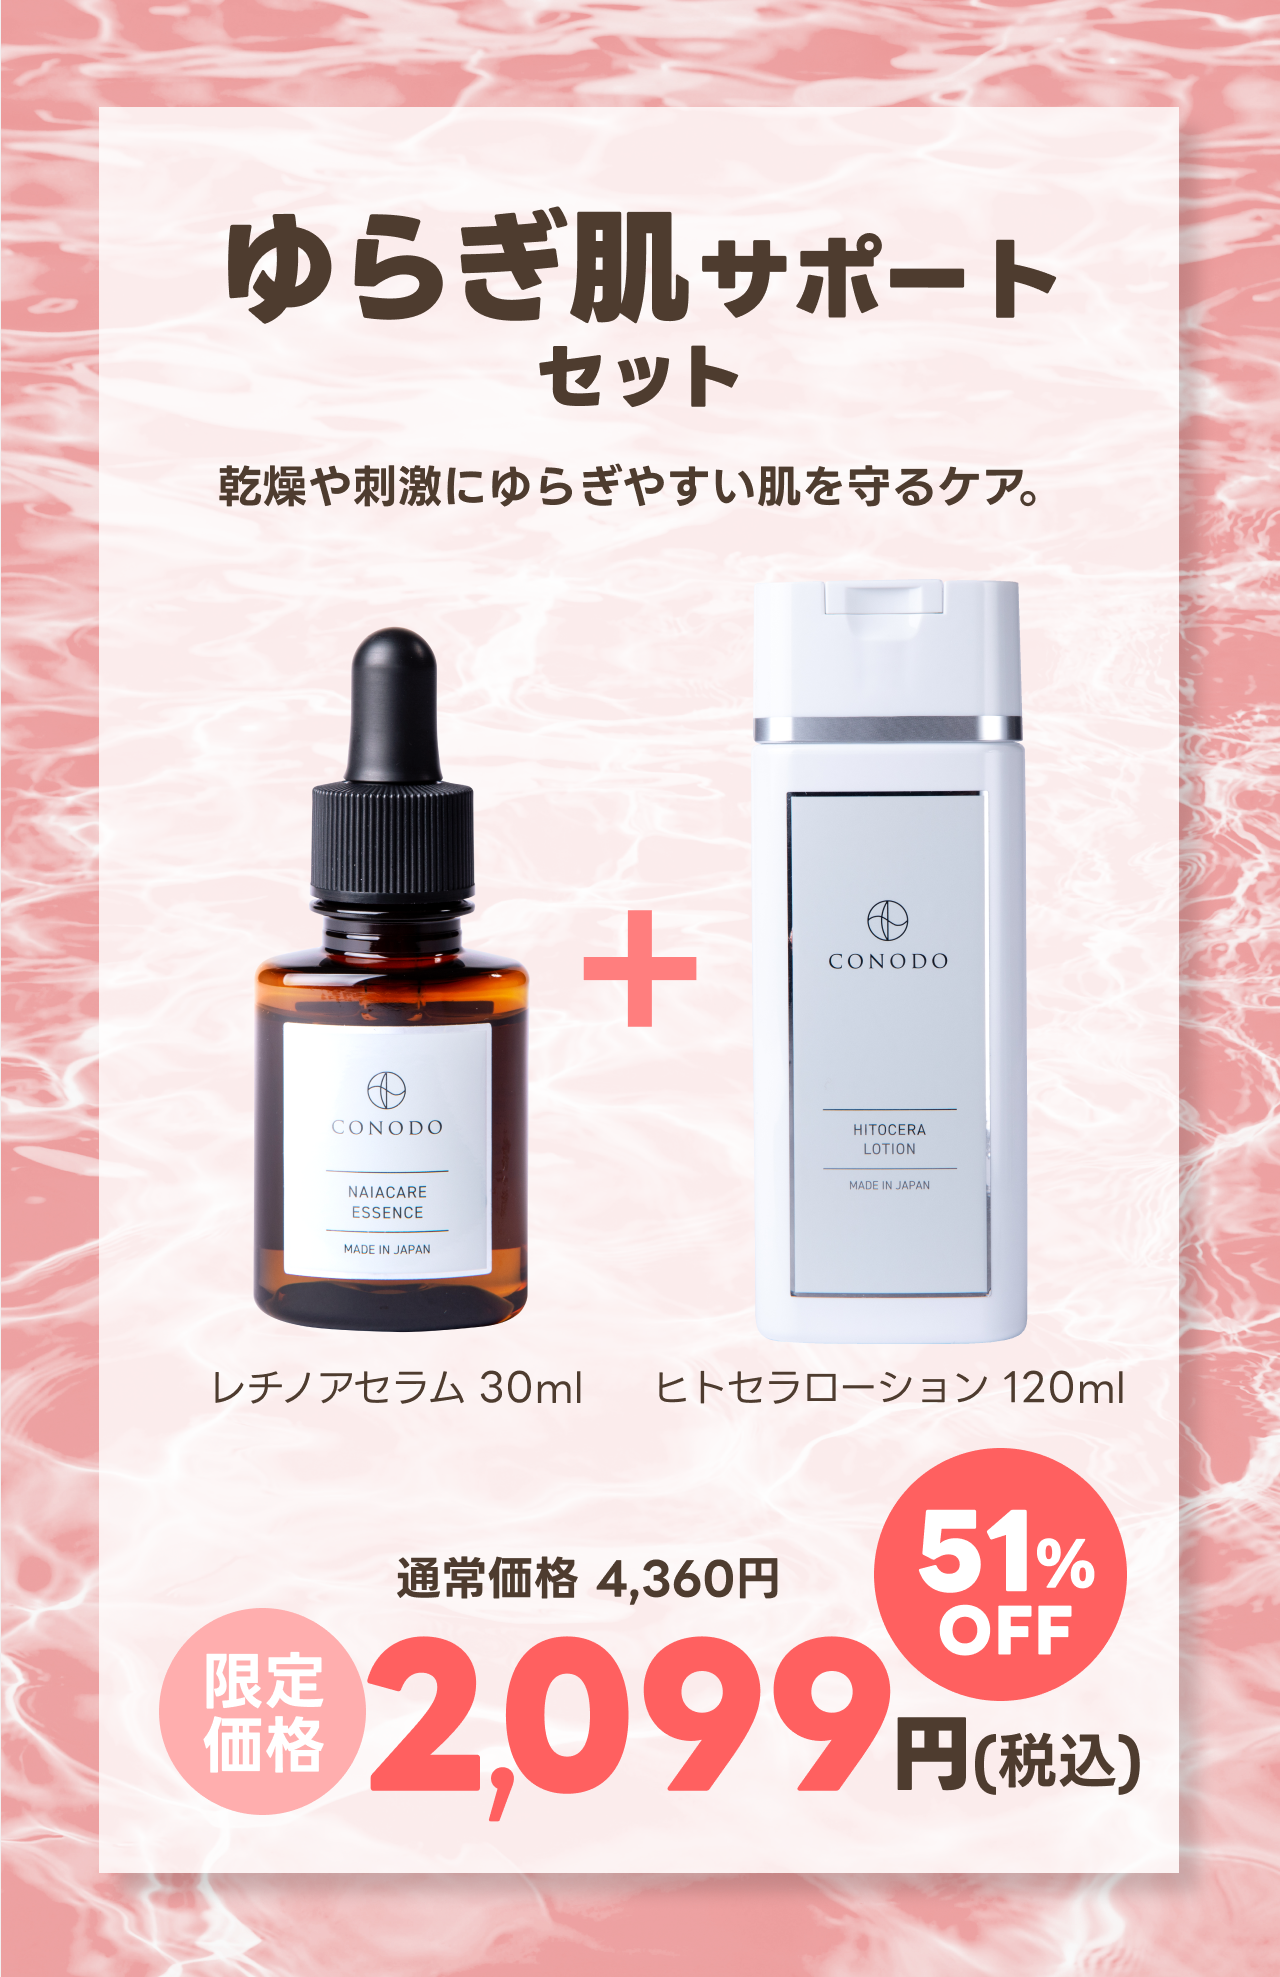 ゆらぎ肌サポート
セット
乾燥や刺激にゆらぎやすい肌を守るケア。
CONODO
NAIACARE
ESSENCE
MADE IN JAPAN
+
CONODO
HITOCERA
LOTION
MADE IN JAPAN
レチノアセラム 30ml
ヒトセラローション 120ml
51%
OFF
通常価格 4,360円
限定
価格
2,099円(税込)